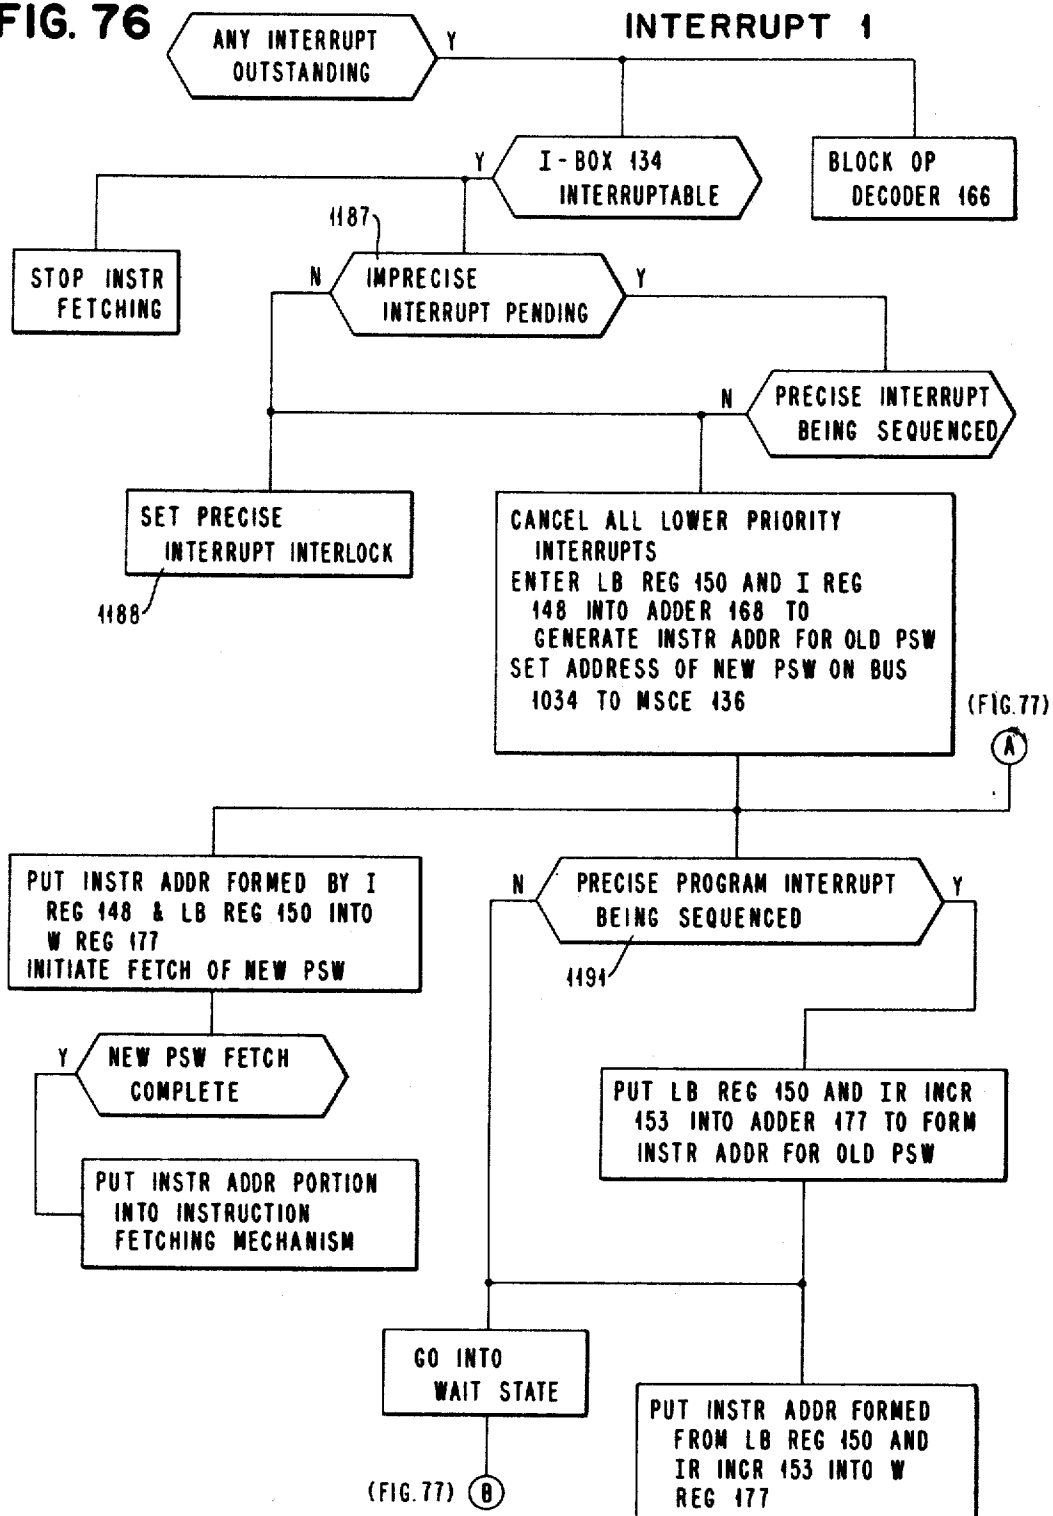 FIG. 76
INTERRUPT 1
ANY INTERRUPT
OUTSTANDING
Y
Y
I-BOX 134
INTERRUPTABLE
BLOCK OP
DECODER 166
1187
STOP INSTR
FETCHING
N
IMPRECISE
INTERRUPT PENDING
Y
N
PRECISE INTERRUPT
BEING SEQUENCED
SET PRECISE
INTERRUPT INTERLOCK
1188
CANCEL ALL LOWER PRIORITY
INTERRUPTS
ENTER LB REG 150 AND I REG
148 INTO ADDER 168 TO
GENERATE INSTR ADDR FOR OLD PSW
SET ADDRESS OF NEW PSW ON BUS
1034 TO MSCE 136
(FIG.77)
A
PUT INSTR ADDR FORMED BY I
REG 148 & LB REG 150 INTO
W REG 177
INITIATE FETCH OF NEW PSW
N
PRECISE PROGRAM INTERRUPT
BEING SEQUENCED
Y
1191
Y
NEW PSW FETCH
COMPLETE
PUT LB REG 150 AND IR INCR
153 INTO ADDER 177 TO FORM
INSTR ADDR FOR OLD PSW
PUT INSTR ADDR PORTION
INTO INSTRUCTION
FETCHING MECHANISM
GO INTO
WAIT STATE
PUT INSTR ADDR FORMED
FROM LB REG 150 AND
IR INCR 153 INTO W
REG 177
(FIG.77)
B